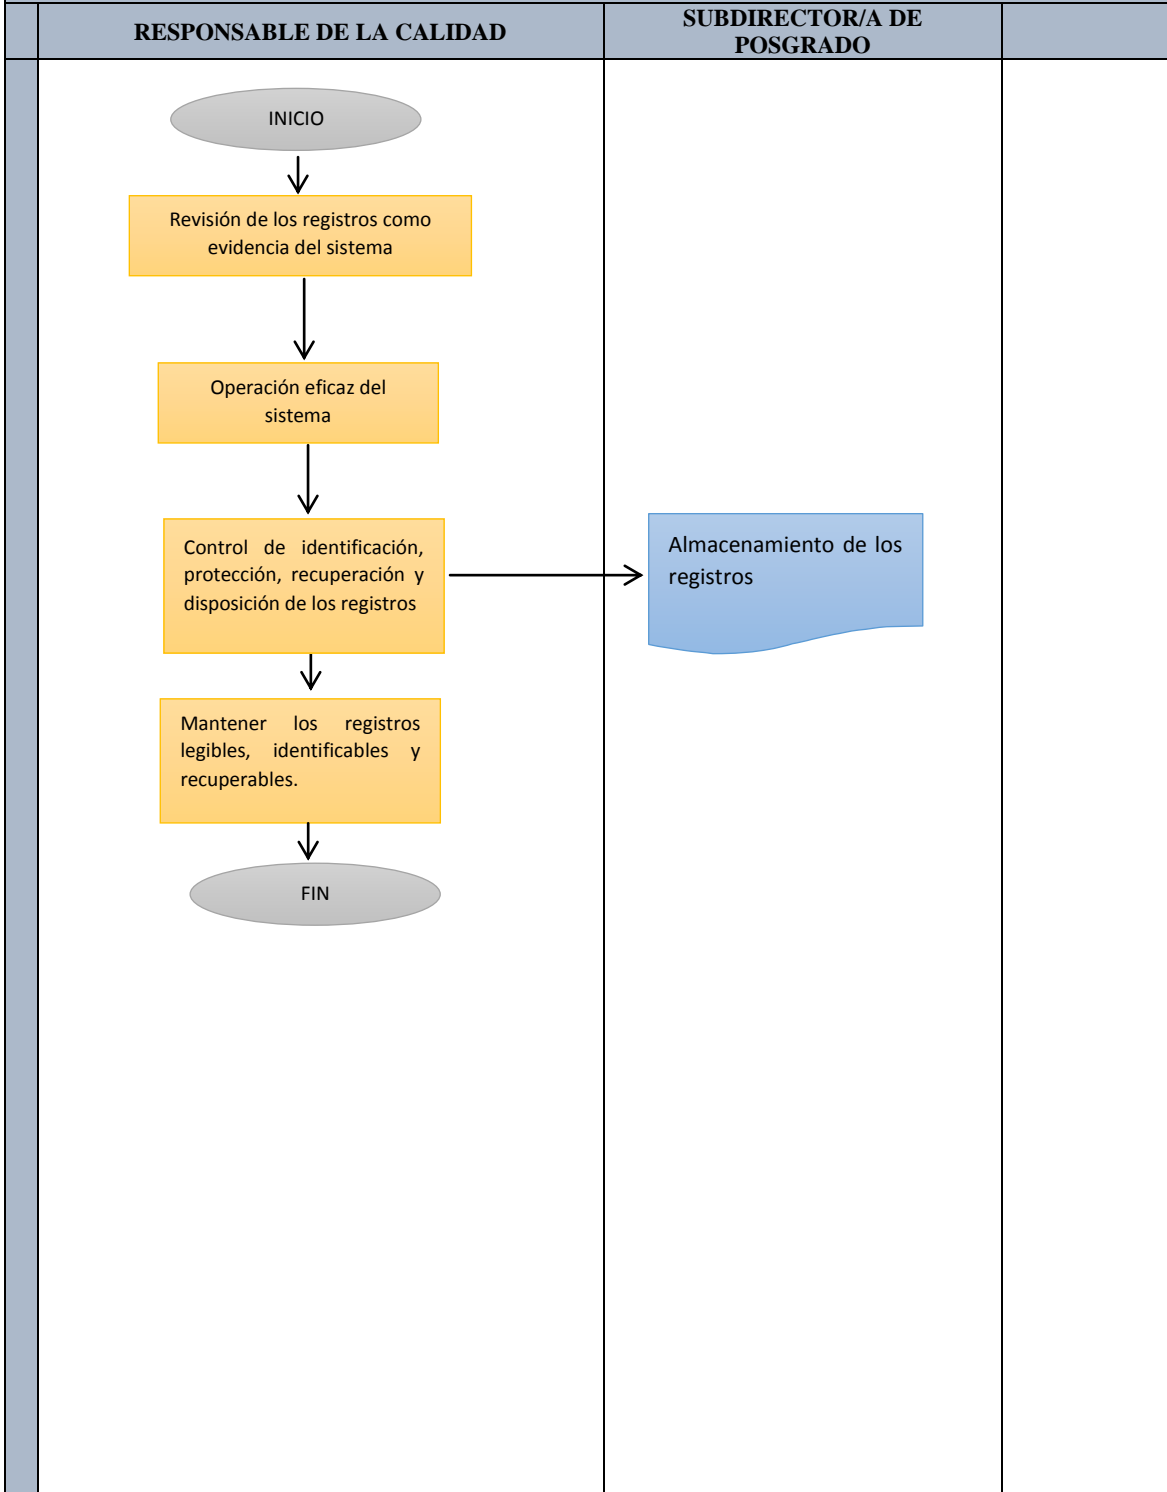 RESPONSABLE DE LA CALIDAD
SUBDIRECTOR/A DE
POSGRADO
INICIO
Revisión de los registros como
evidencia del sistema
Operación eficaz del
sistema
Control de identificación,
protección, recuperación y
disposición de los registros
Almacenamiento de los
registros
Mantener los registros
legibles, identificables y
recuperables.
FIN